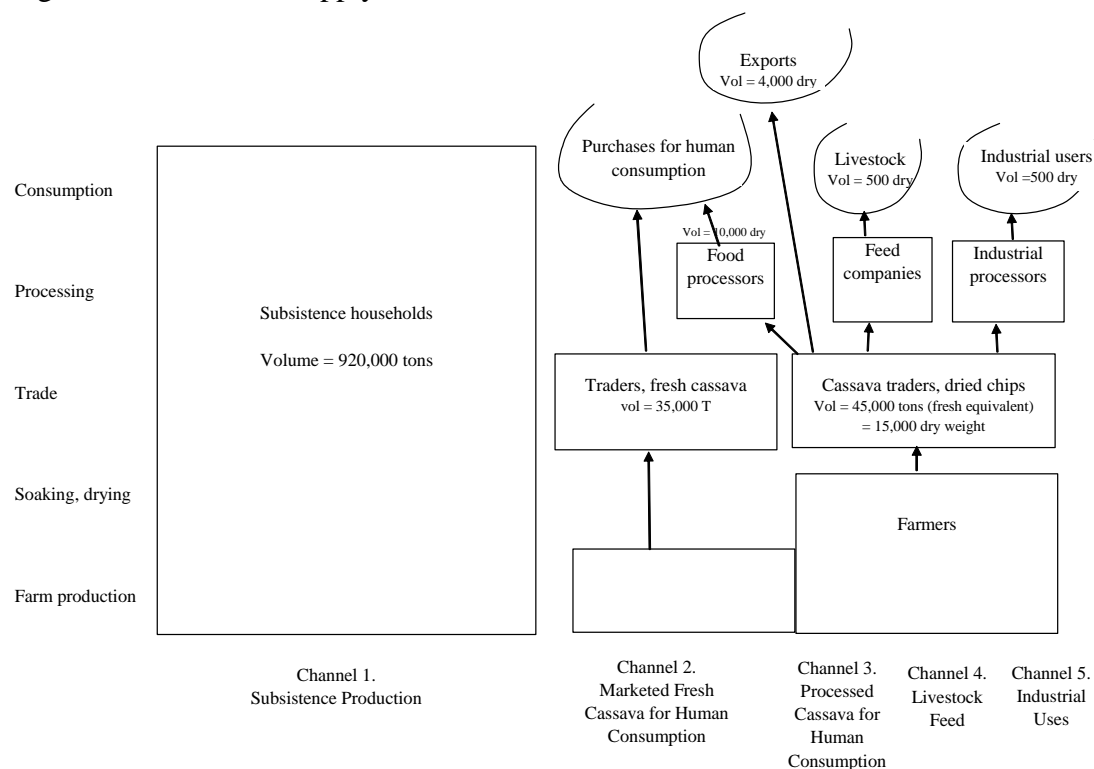 Exports
Vol = 4,000 dry
Purchases for human
consumption
Livestock
Vol = 500 dry
Industrial users
Vol =500 dry
Consumption
Vol = 10,000 dry
Food
processors
Feed
companies
Industrial
processors
Processing
Subsistence households
Volume = 920,000 tons
Trade
Traders, fresh cassava
vol = 35,000 T
Cassava traders, dried chips
Vol = 45,000 tons (fresh equivalent)
= 15,000 dry weight
Soaking, drying
Farmers
Farm production
Channel 1.
Subsistence Production
Channel 2.
Marketed Fresh
Cassava for Human
Consumption
Channel 3.
Processed
Cassava for
Human
Consumption
Channel 4.
Livestock
Feed
Channel 5.
Industrial
Uses